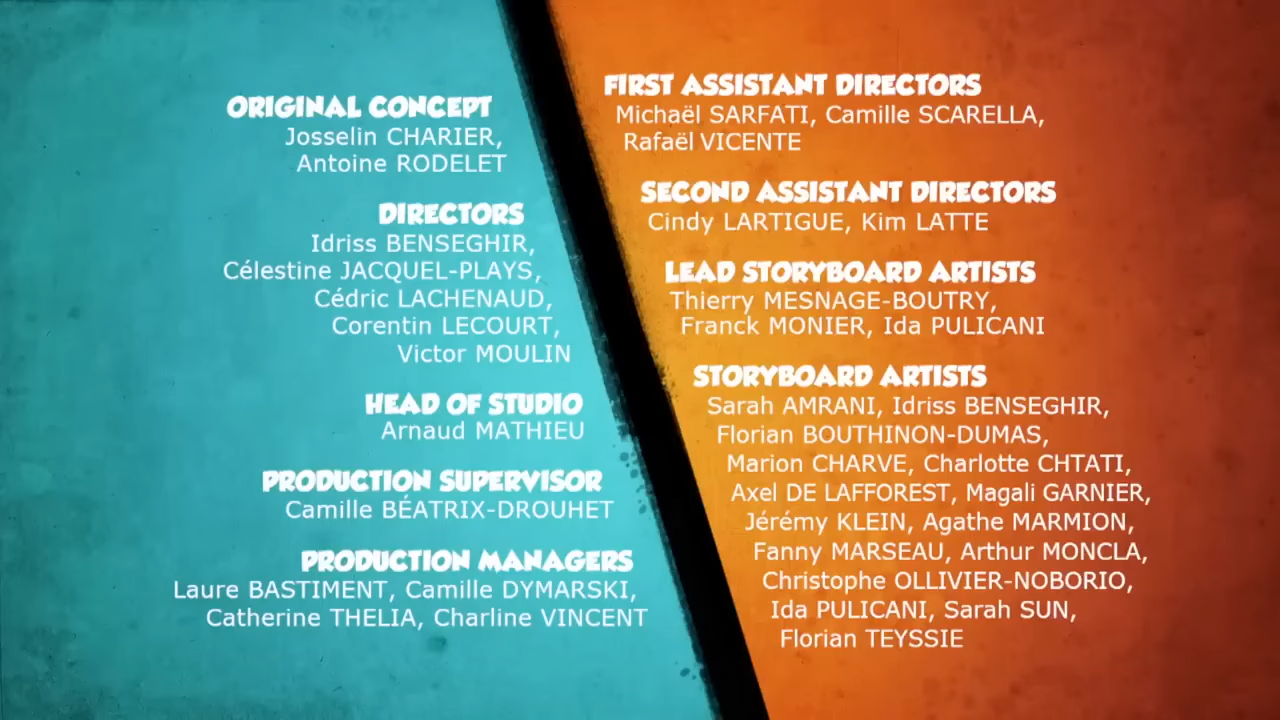 ORIGINAL CONCEPT
Josselin CHARIER,
Antoine RODELET
DIRECTORS
Idriss BENSEGHIR,
Célestine JACQUEL-PLAYS,
Cédric LACHENAUD,
Corentin LECOURT,
Victor MOULIN
HEAD OF STUDIO
Arnaud MATHIEU
PRODUCTION SUPERVISOR
Camille BÉATRIX-DROUHET
PRODUCTION MANAGERS
Laure BASTIMENT, Camille DYMARSKI,
Catherine THELIA, Charline VINCENT
FIRST ASSISTANT DIRECTORS
Michaël SARFATI, Camille SCARELLA,
Rafaël VICENTE
SECOND ASSISTANT DIRECTORS
Cindy LARTIGUE, Kim LATTE
LEAD STORYBOARD ARTISTS
Thierry MESNAGE-BOUTRY,
Franck MONIER, Ida PULICANI
STORYBOARD ARTISTS
Sarah AMRANI, Idriss BENSEGHIR,
Florian BOUTHINON-DUMAS,
Marion CHARVE, Charlotte CHTATI,
Axel DE LAFFOREST, Magali GARNIER,
Jérémy KLEIN, Agathe MARMION,
Fanny MARSEAU, Arthur MONCLA,
Christophe OLLIVIER-NOBORIO,
Ida PULICANI, Sarah SUN,
Florian TEYSSIE